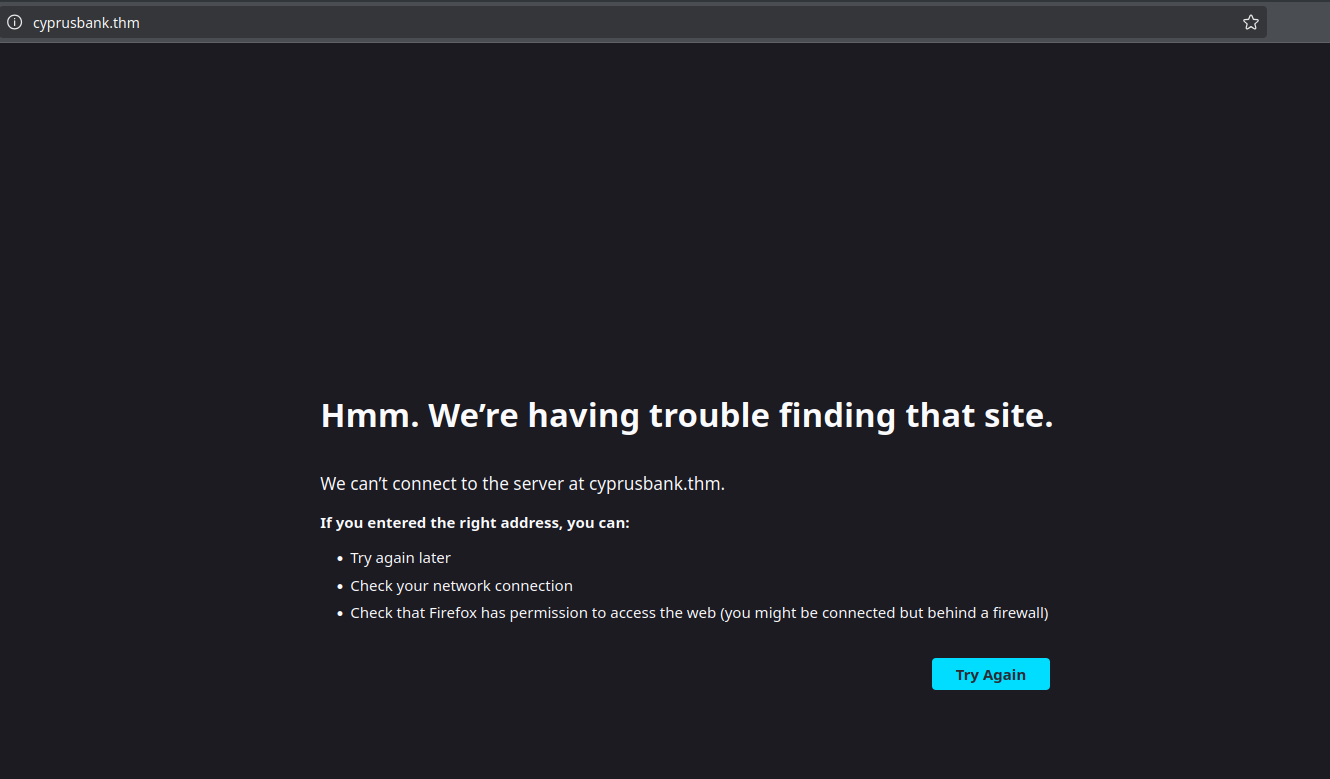 cyprusbank.thm
Hmm. We’re having trouble finding that site.
We can’t connect to the server at cyprusbank.thm.
If you entered the right address, you can:
• Try again later
• Check your network connection
• Check that Firefox has permission to access the web (you might be connected but behind a firewall)
Try Again